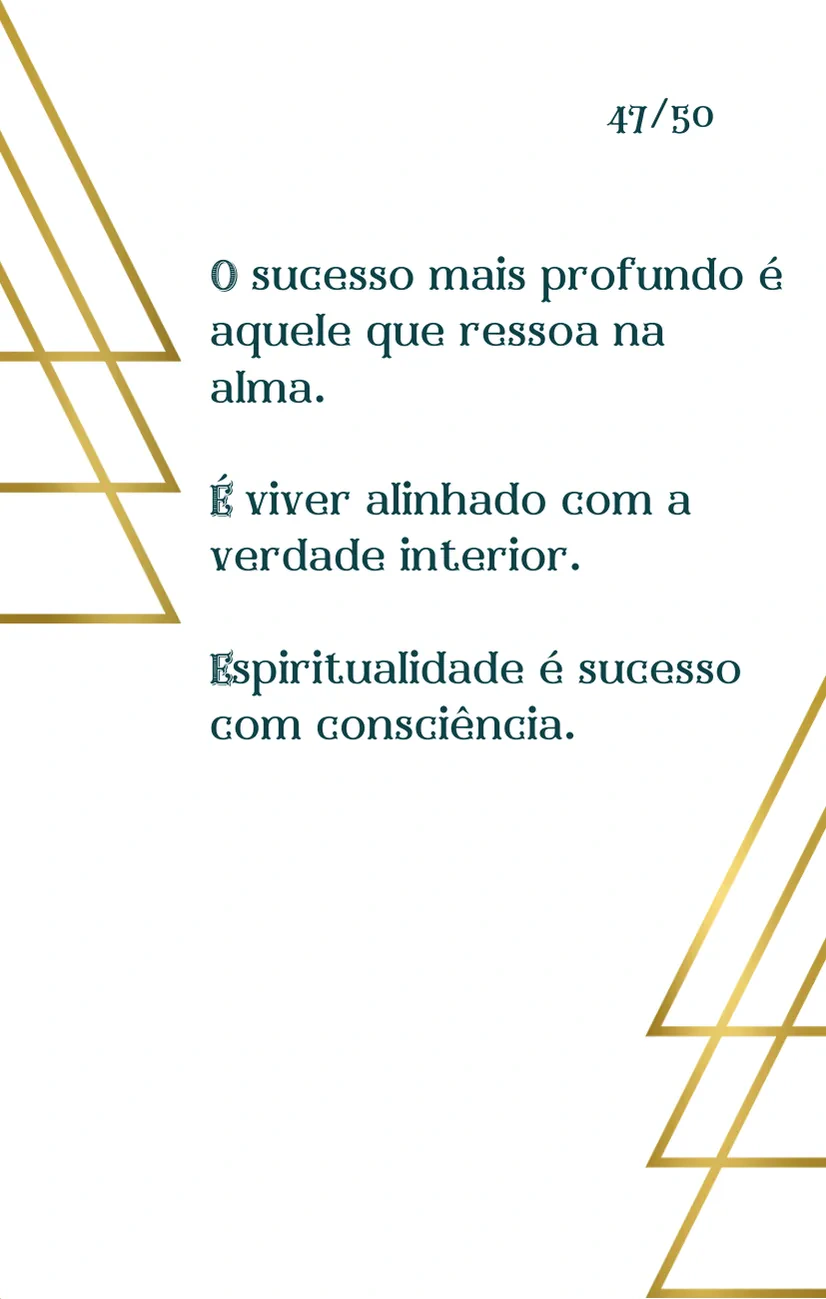 47/50
O sucesso mais profundo é
aquele que ressoa na
alma.
É viver alinhado com a
verdade interior.
Espiritualidade é sucesso
com consciência.